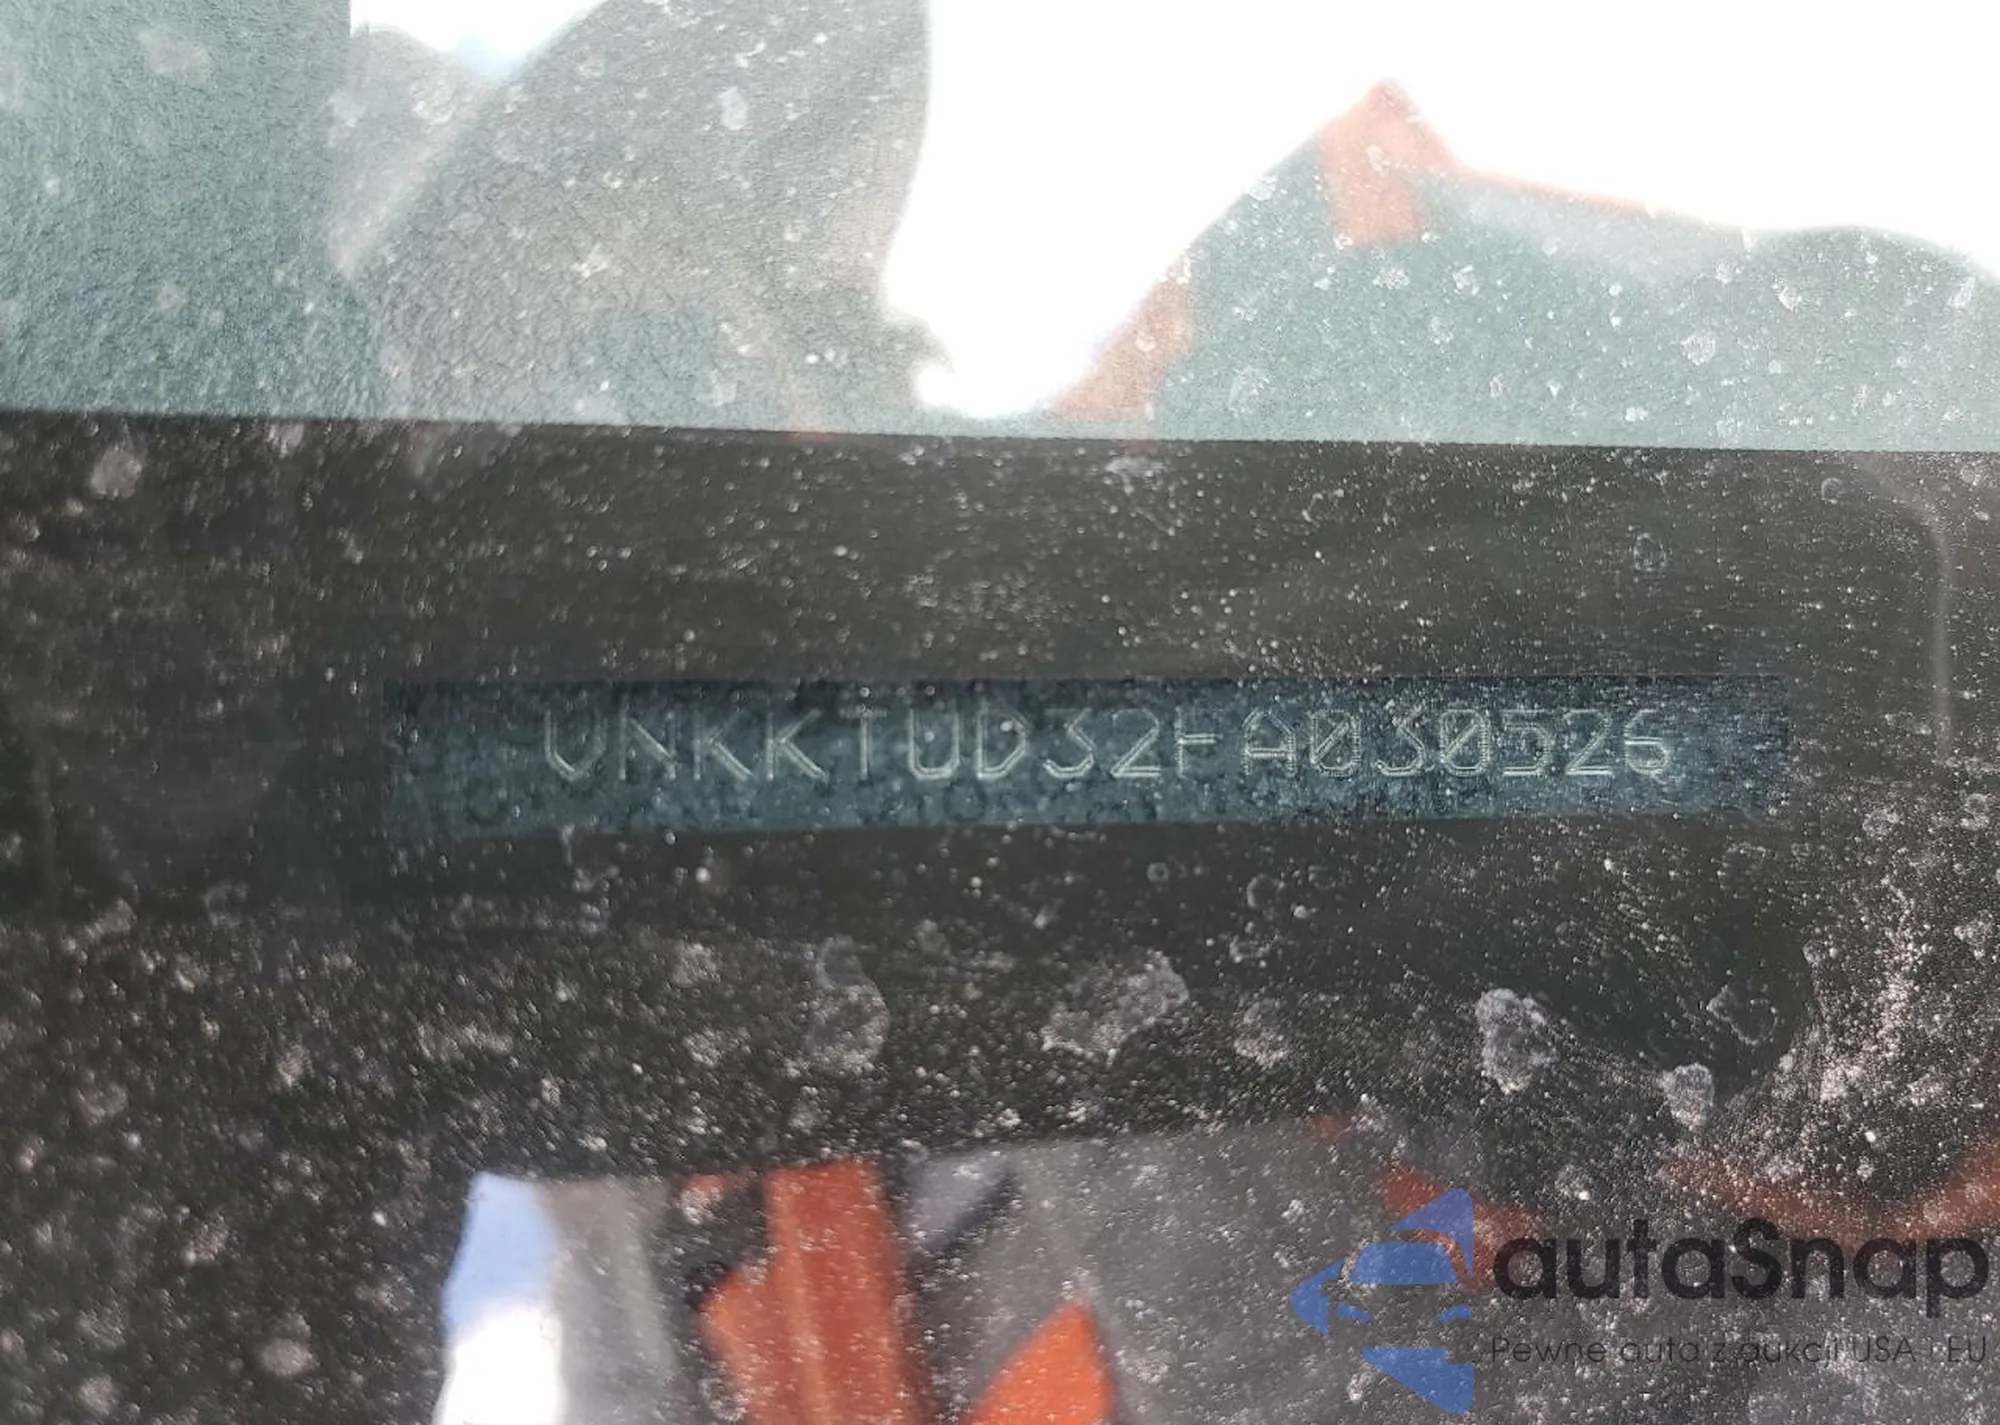 VNKKTUD32FA030526
autaSnap
Pewne auta z aukcji USA i EU